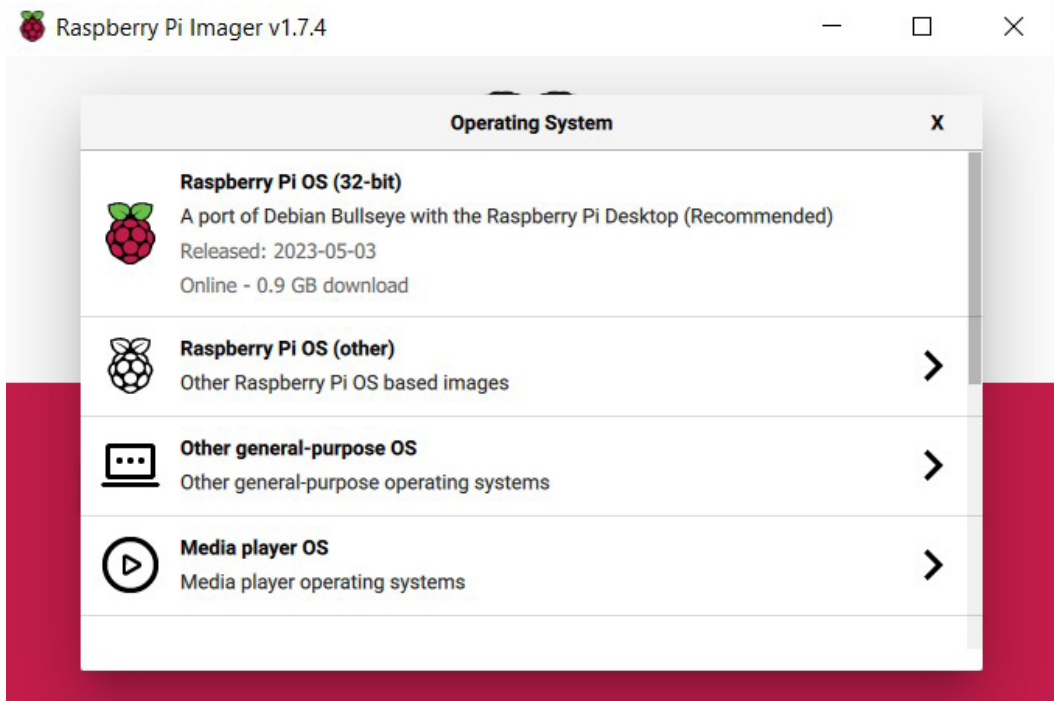 Raspberry Pi Imager v1.7.4
Operating System
X
Raspberry Pi OS (32-bit)
A port of Debian Bullseye with the Raspberry Pi Desktop (Recommended)
Released: 2023-05-03
Online - 0.9 GB download
Raspberry Pi OS (other)
Other Raspberry Pi OS based images
Other general-purpose OS
Other general-purpose operating systems
Media player OS
Media player operating systems